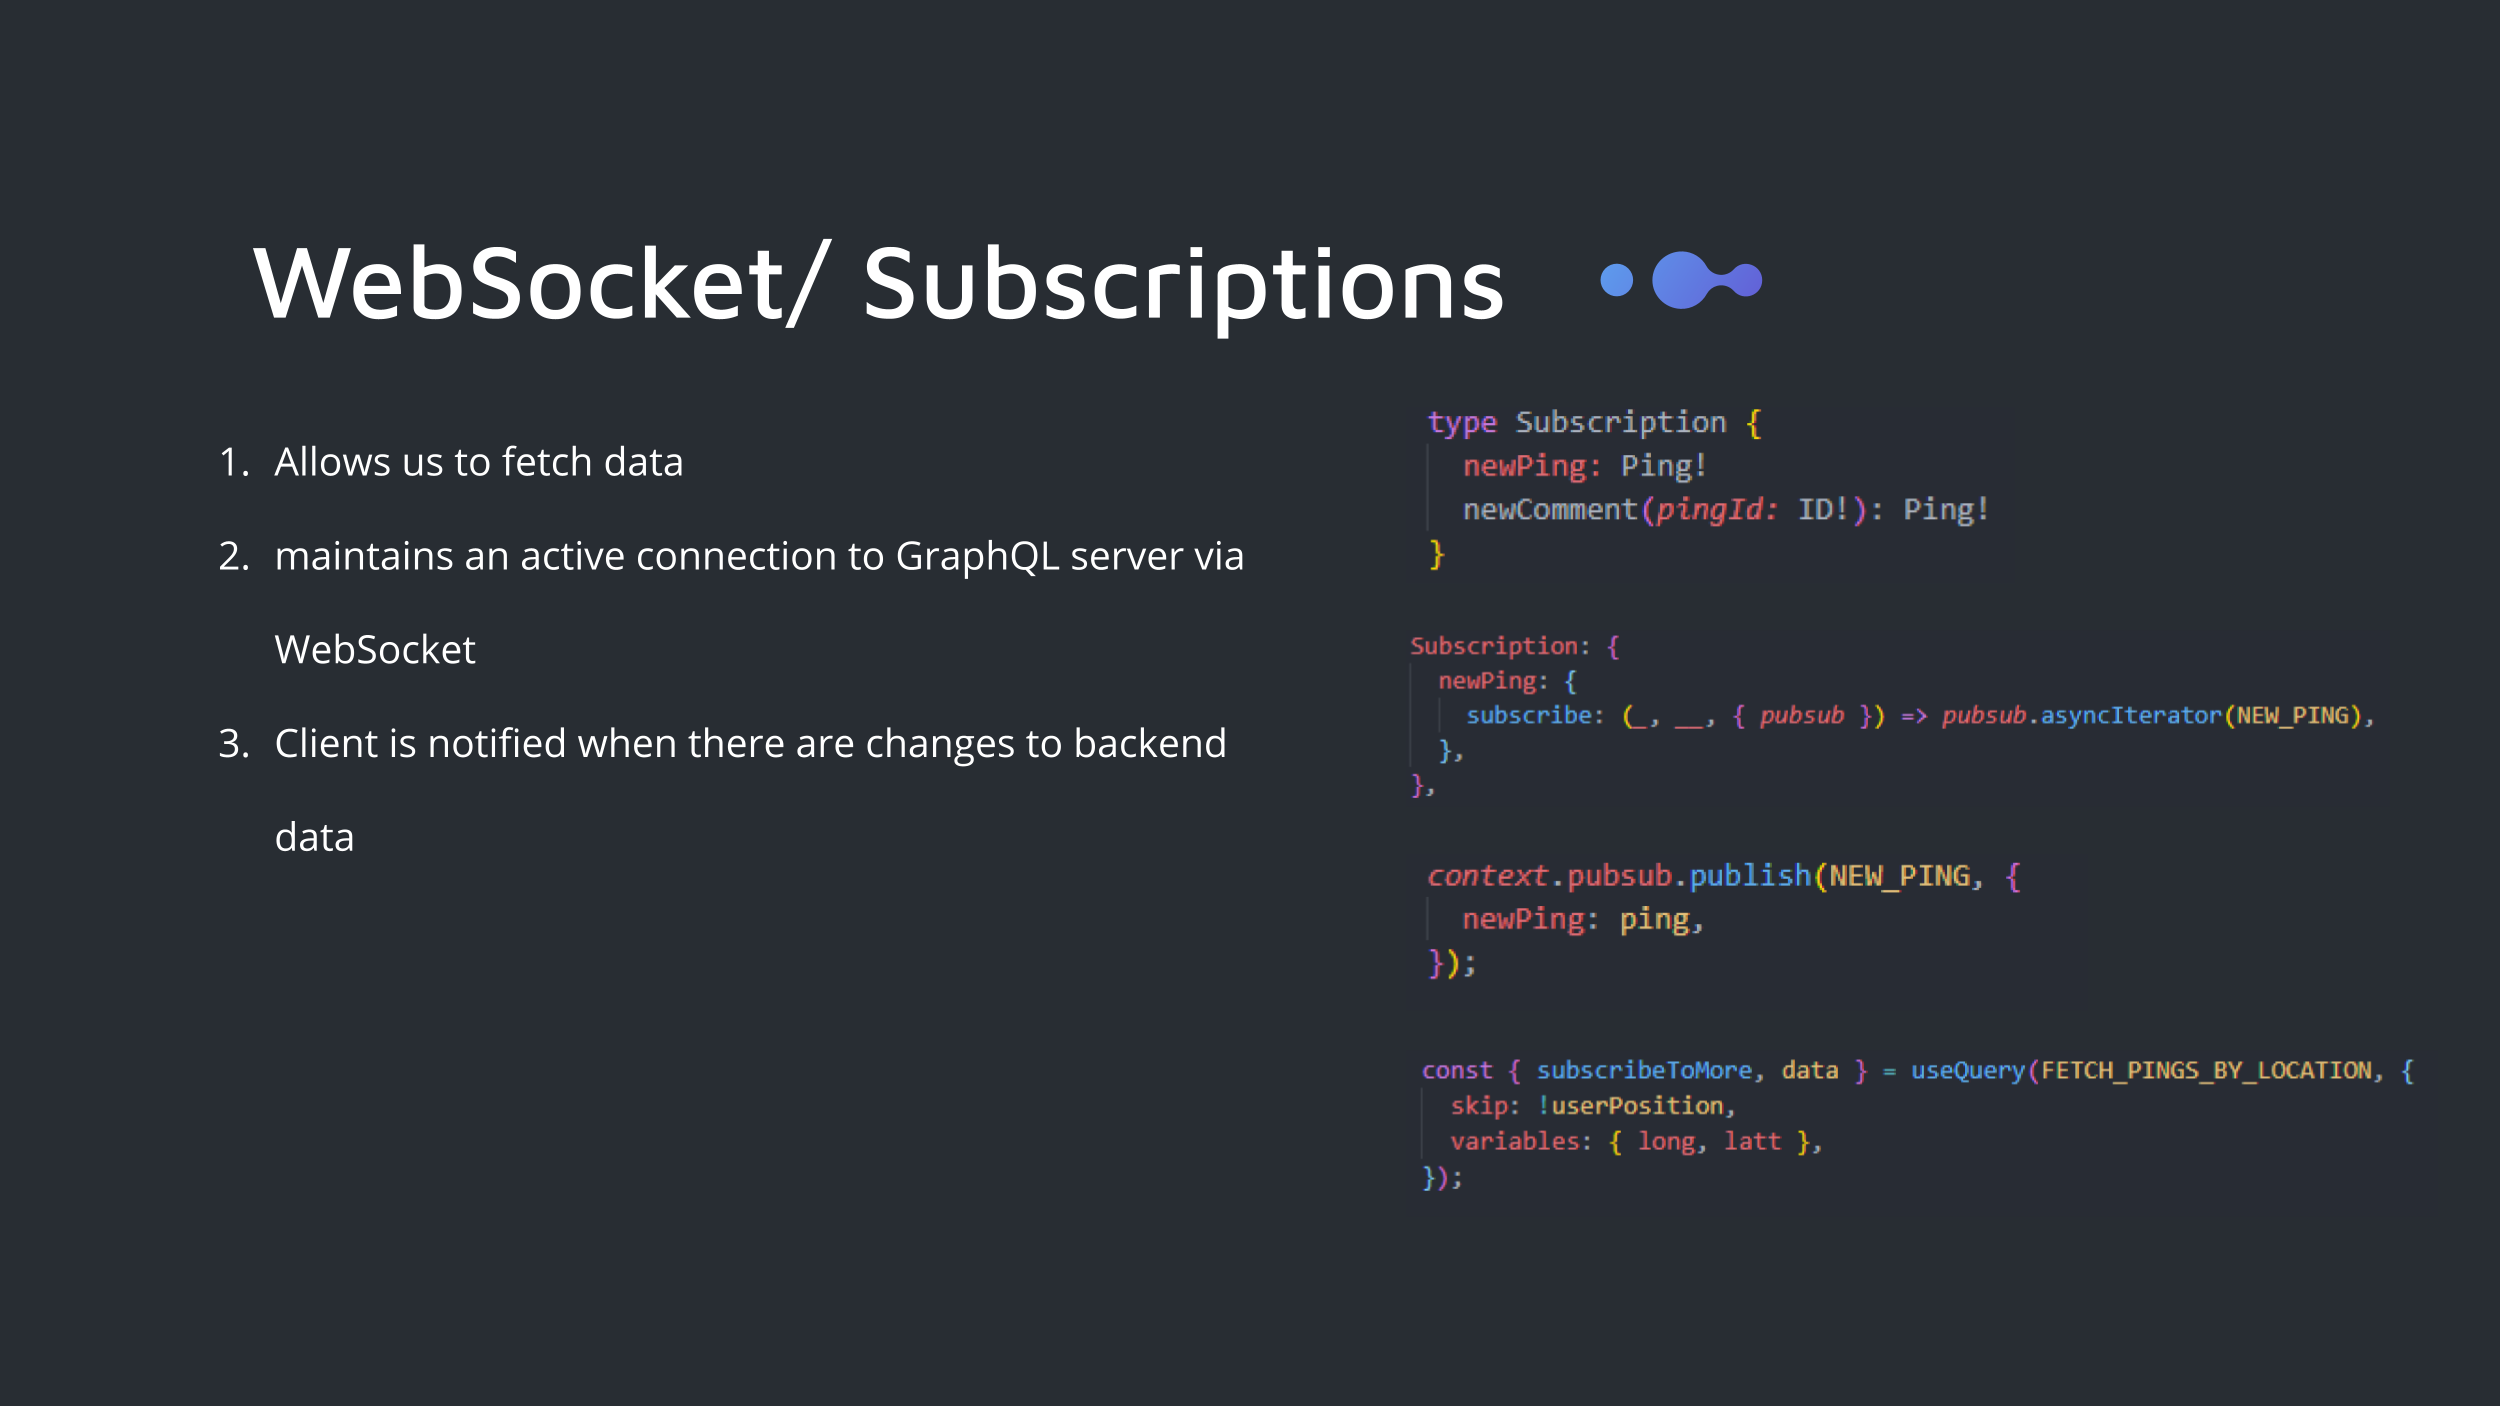 WebSocket/ Subscriptions
1. Allows us to fetch data
2. maintains an active connection to GraphQL server via
WebSocket
3. Client is notified when there are changes to backend
data
type Subscription {
newPing: Ping!
newComment(pingId: ID!): Ping!
}
Subscription: {
newPing: {
subscribe: (_, __, { pubsub }) => pubsub.asyncIterator(NEW_PING),
},
},
context.pubsub.publish(NEW_PING, {
newPing: ping,
});
const { subscribeToMore, data } = useQuery(FETCH_PINGS_BY_LOCATION, {
skip: !userPosition,
variables: { long, latt },
});